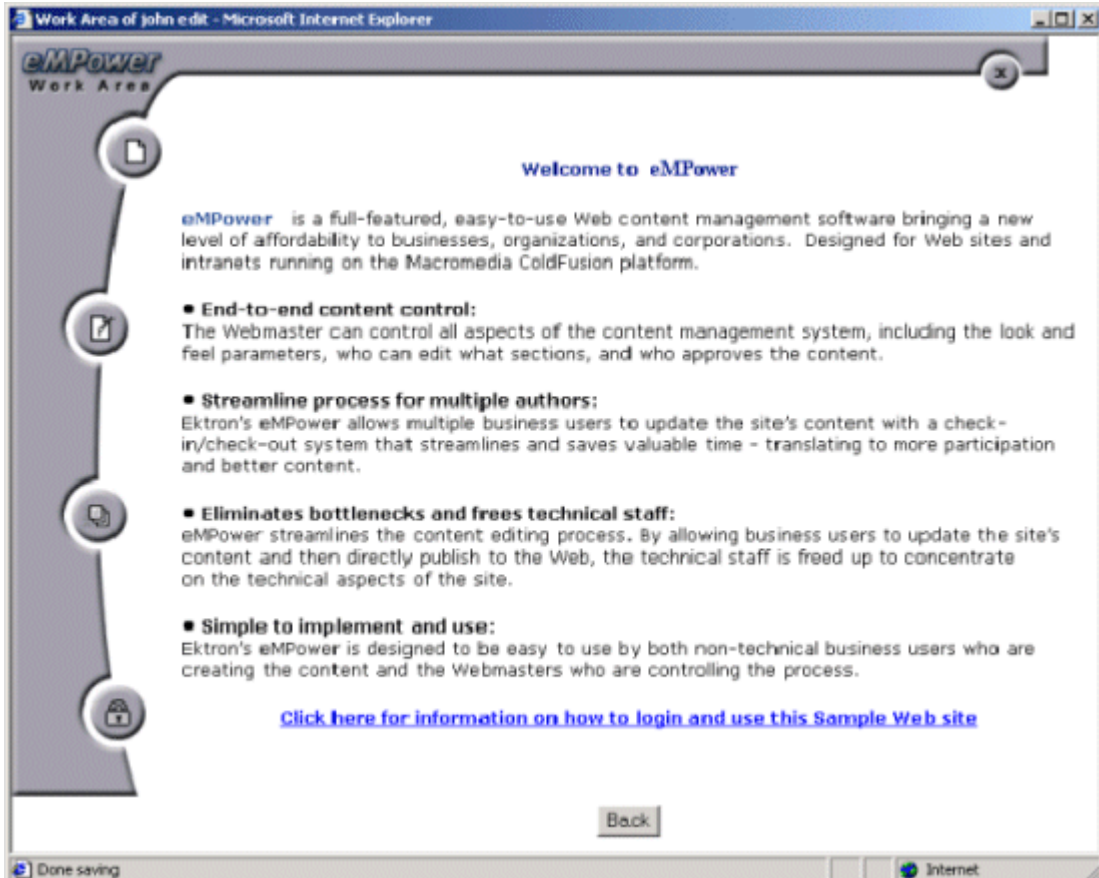 Work Area of john edit - Microsoft Internet Explorer
eMPower
Work Area
x
Welcome to eMPower
eMPower is a full-featured, easy-to-use Web content management software bringing a new
level of affordability to businesses, organizations, and corporations. Designed for Web sites and
intranets running on the Macromedia ColdFusion platform.
• End-to-end content control:
The Webmaster can control all aspects of the content management system, including the look and
feel parameters, who can edit what sections, and who approves the content.
• Streamline process for multiple authors:
Ektron's eMPower allows multiple business users to update the site's content with a check-
in/check-out system that streamlines and saves valuable time - translating to more participation
and better content.
• Eliminates bottlenecks and frees technical staff:
eMPower streamlines the content editing process. By allowing business users to update the site's
content and then directly publish to the Web, the technical staff is freed up to concentrate
on the technical aspects of the site.
• Simple to implement and use:
Ektron's eMPower is designed to be easy to use by both non-technical business users who are
creating the content and the Webmasters who are controlling the process.
Click here for information on how to login and use this Sample Web site
Back
Done saving
Internet